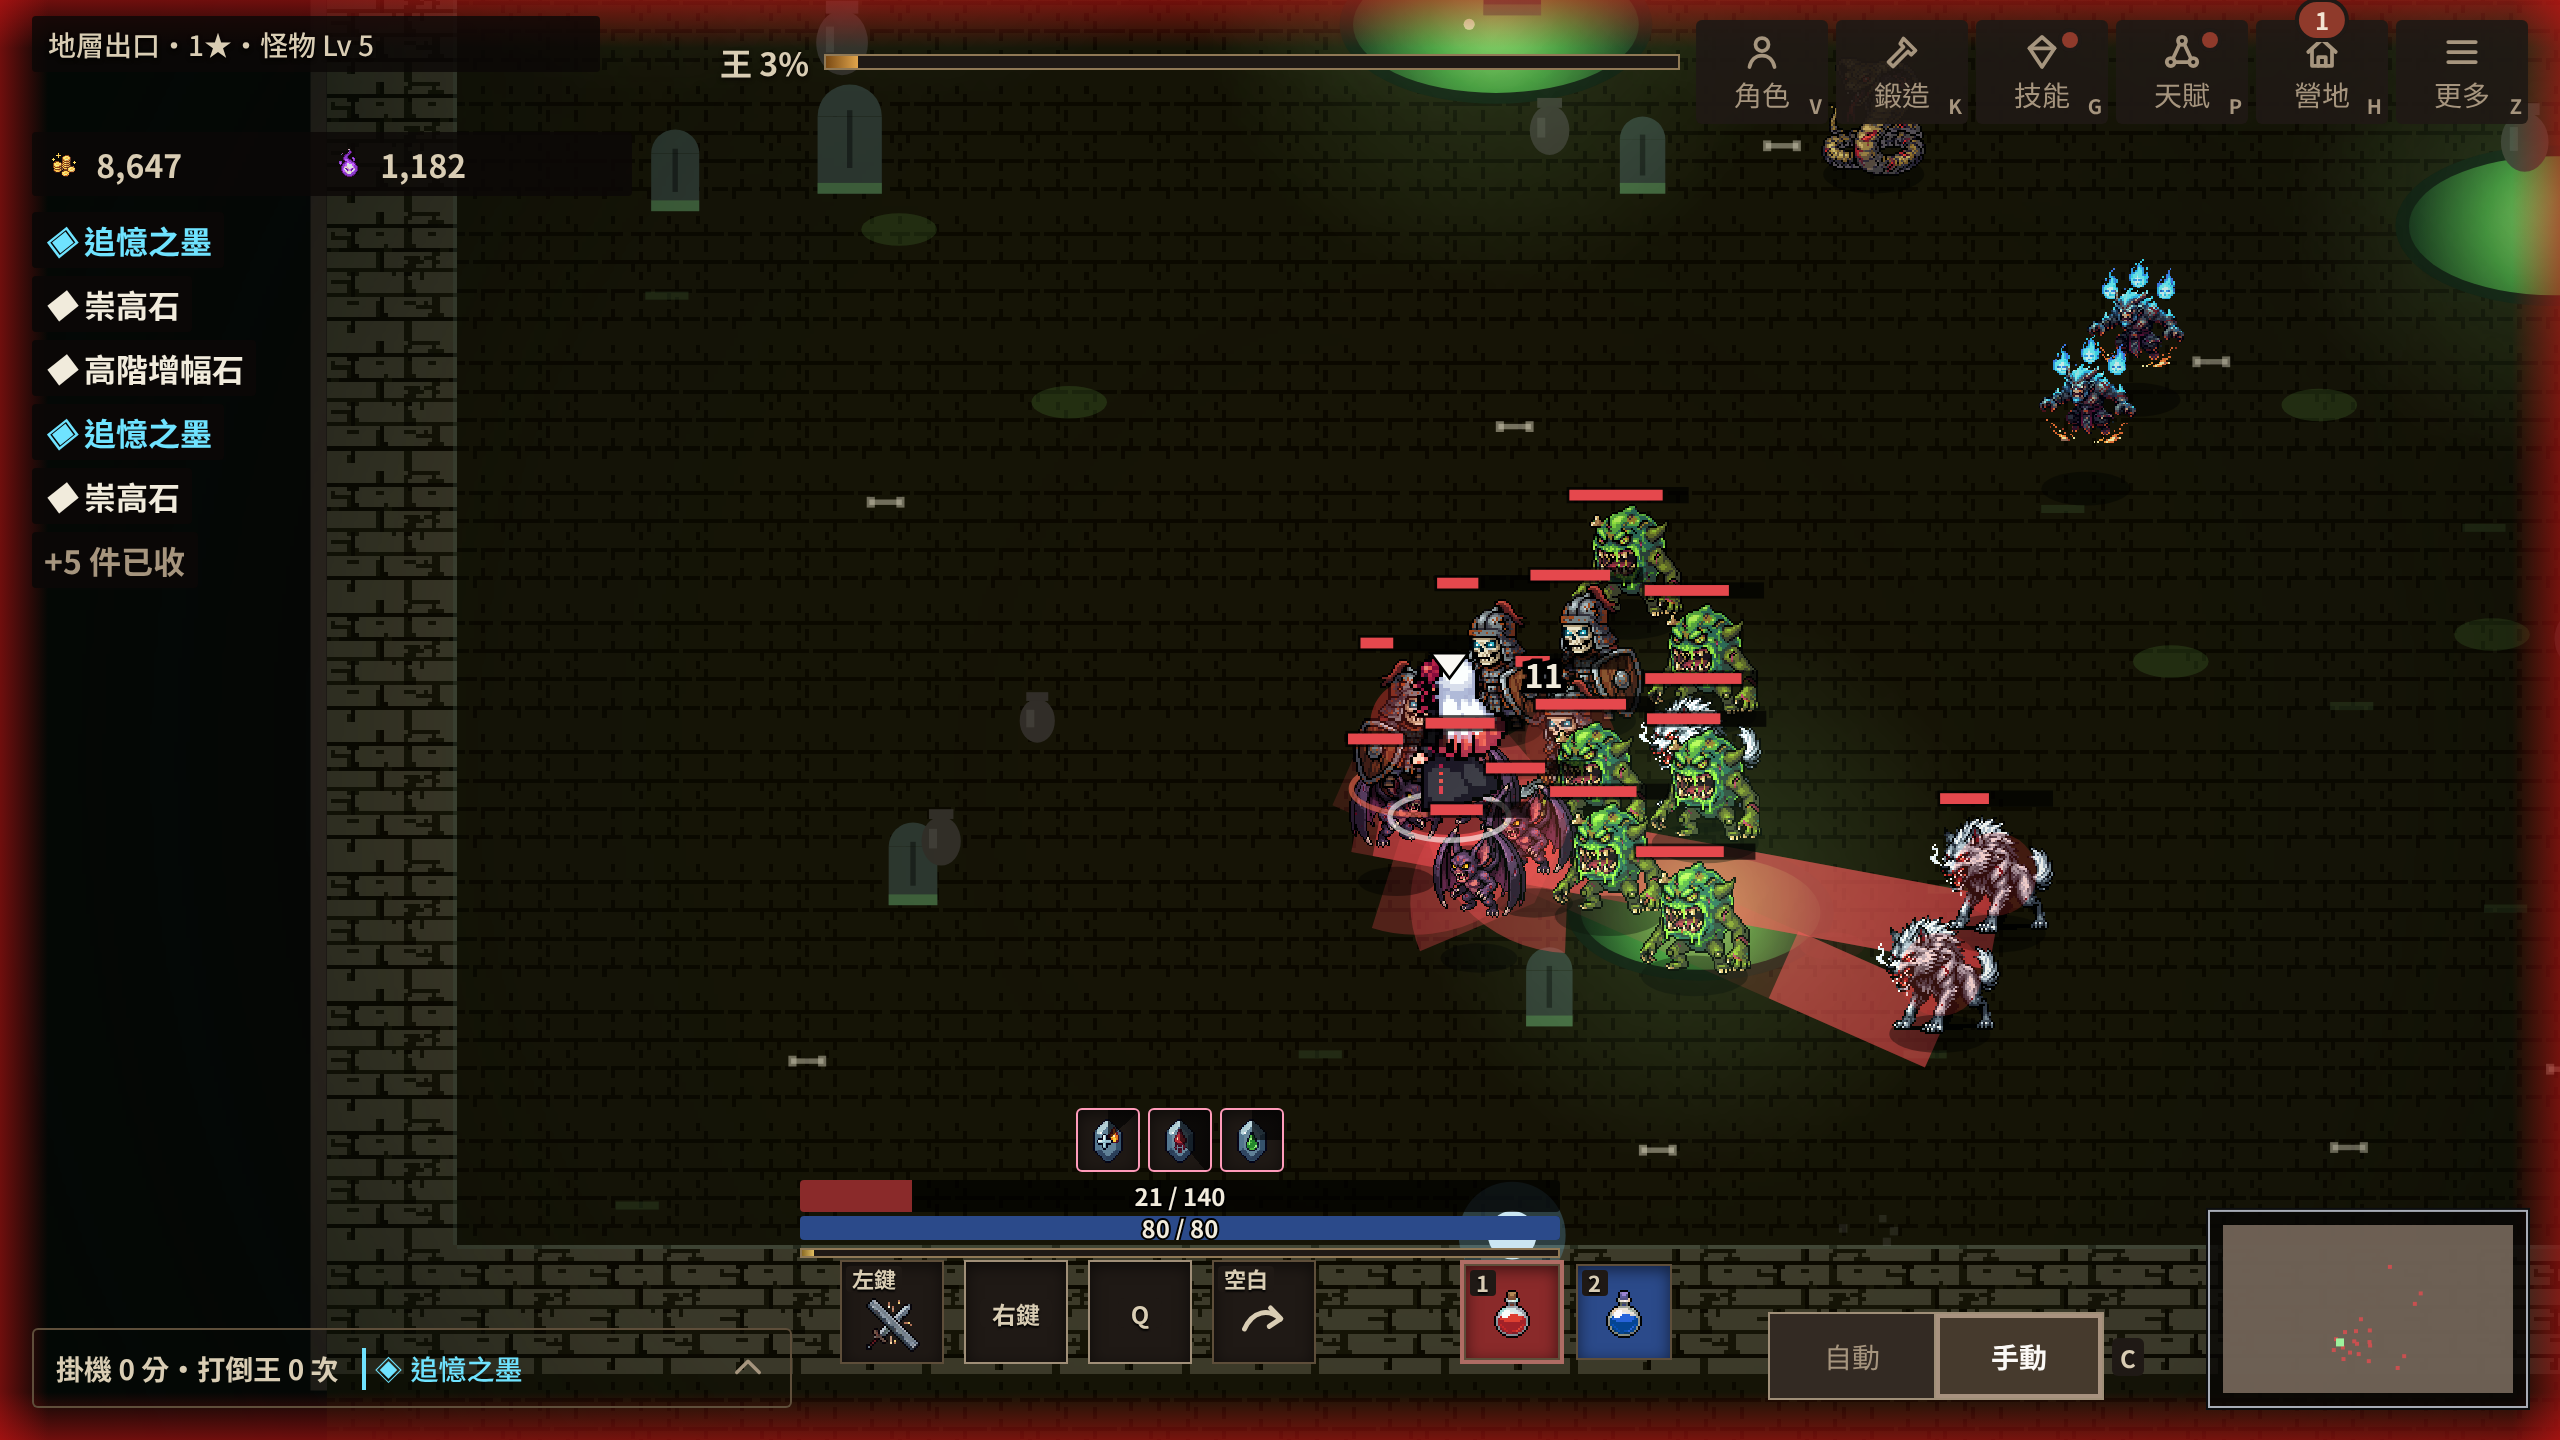 地層出口・1★・怪物 Lv 5
王 3%
1
角色 V
鍛造 K
技能 G
天賦 P
營地 H
更多 Z
8,647
1,182
追憶之墨
崇高石
高階增幅石
追憶之墨
崇高石
+5 件已收
11
21 / 140
80 / 80
左鍵
右鍵
Q
空白
1
2
掛機 0 分・打倒王 0 次
追憶之墨
自動
手動
C